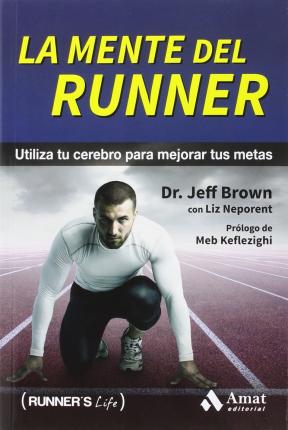 LA MENTE DEL
RUNNER
Utiliza tu cerebro para mejorar tus metas
Dr. Jeff Brown
con Liz Neporent
Prólogo de
Meb Keflezighi
(RUNNER'S Life)
Amat
editorial